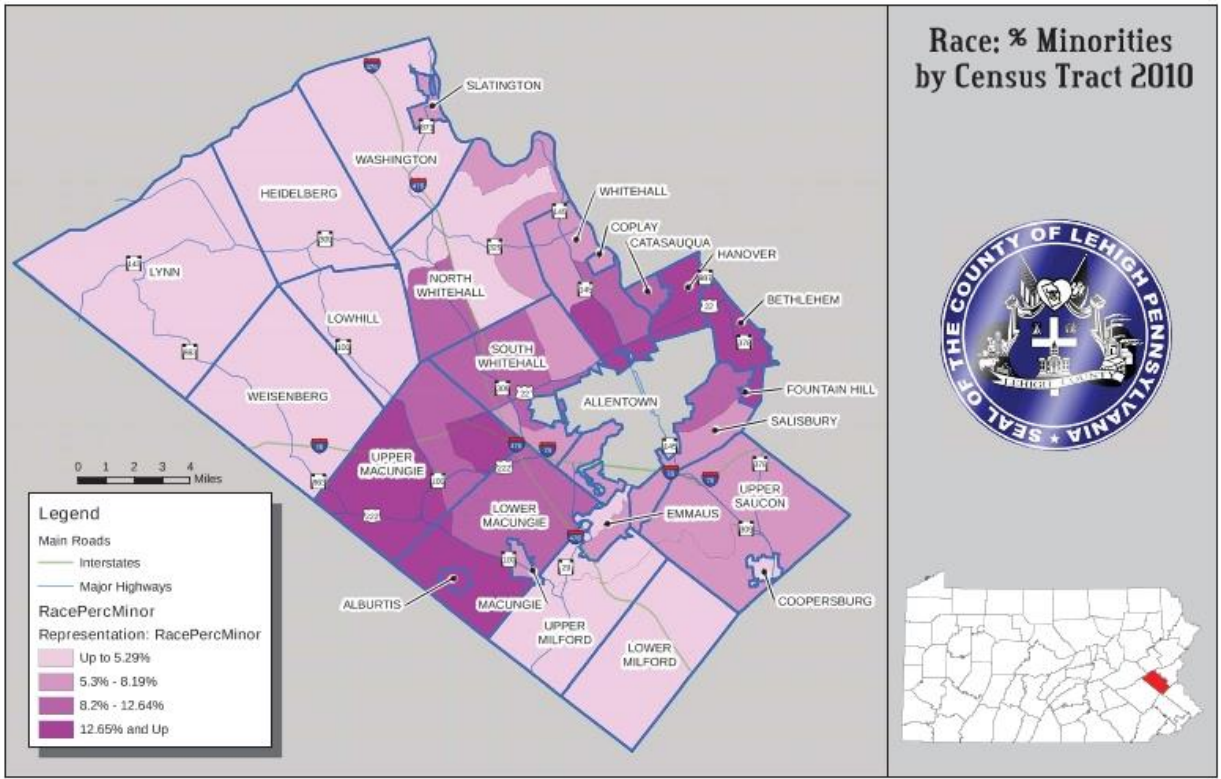 Race: % Minorities
by Census Tract 2010
SLATINGTON
WASHINGTON
HEIDELBERG
WHITEHALL
COPLAY
CATASAUQUA
HANOVER
LYNN
NORTH
WHITEHALL
BETHLEHEM
LOWHILL
SOUTH
WHITEHALL
FOUNTAIN HILL
WEISENBERG
ALLENTOWN
SALISBURY
UPPER
MACUNGIE
UPPER
SAUCON
LOWER
MACUNGIE
EMMAUS
ALBURTIS
MACUNGIE
COOPERSBURG
UPPER
MILFORD
LOWER
MILFORD
0 1 2 3 4
Miles
Legend
Main Roads
Interstates
Major Highways
RacePercMinor
Representation: RacePercMinor
Up to 5.29%
5.3% - 8.19%
8.2% - 12.64%
12.65% and Up
SEAL OF THE COUNTY OF LEHIGH PENNSYLVANIA
LEHIGH COUNTY